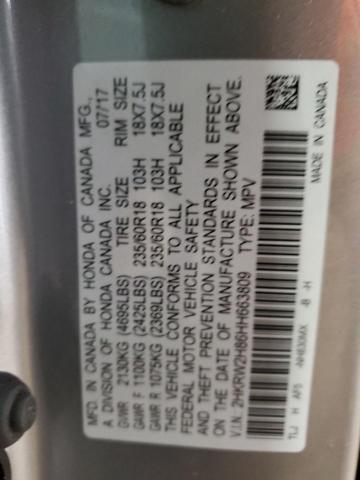 MFD. IN CANADA BY HONDA OF CANADA MFG.,
A DIVISION OF HONDA CANADA INC. 07/17
GVWR 2130KG (4695LBS) TIRE SIZE RIM SIZE
GAWR F 1100KG (2425LBS) 235/60R18 103H 18X7.5J
GAWR R 1075KG (2369LBS) 235/60R18 103H 18X7.5J
THIS VEHICLE CONFORMS TO ALL APPLICABLE
FEDERAL MOTOR VEHICLE SAFETY
AND THEFT PREVENTION STANDARDS IN EFFECT
ON THE DATE OF MANUFACTURE SHOWN ABOVE.
V.I.N. 2HKRW2H86HH663809 TYPE: MPV
MADE IN CANADA
TLJ H AF5 -NH830MX -B -H